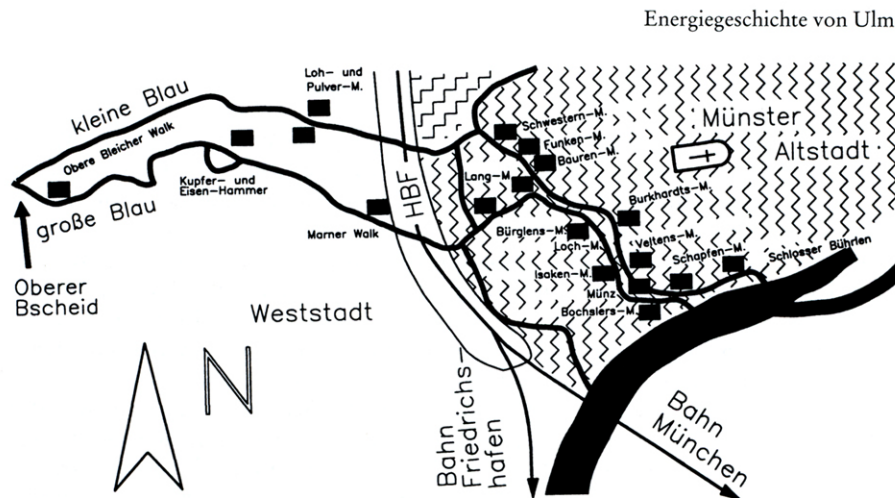 Energiegeschichte von Ulm
kleine Blau
Loh- und
Pulver-M.
Obere Bleicher Walk
Kupfer- und
Eisen-Hammer
große Blau
Marner Walk
Oberer
Bscheid
Weststadt
HBF
N
Schwestern-M.
Funken-M.
Bauren-M.
Lang-M.
Münster
Altstadt
Burkhardts-M.
Bürglens-M.
Loch-M.
Veltens-M.
Schapfen-M.
Schlosser Bührlen
Isaken-M.
Münz
Bochslers-M.
Bahn
Friedrichs-
hafen
Bahn
München